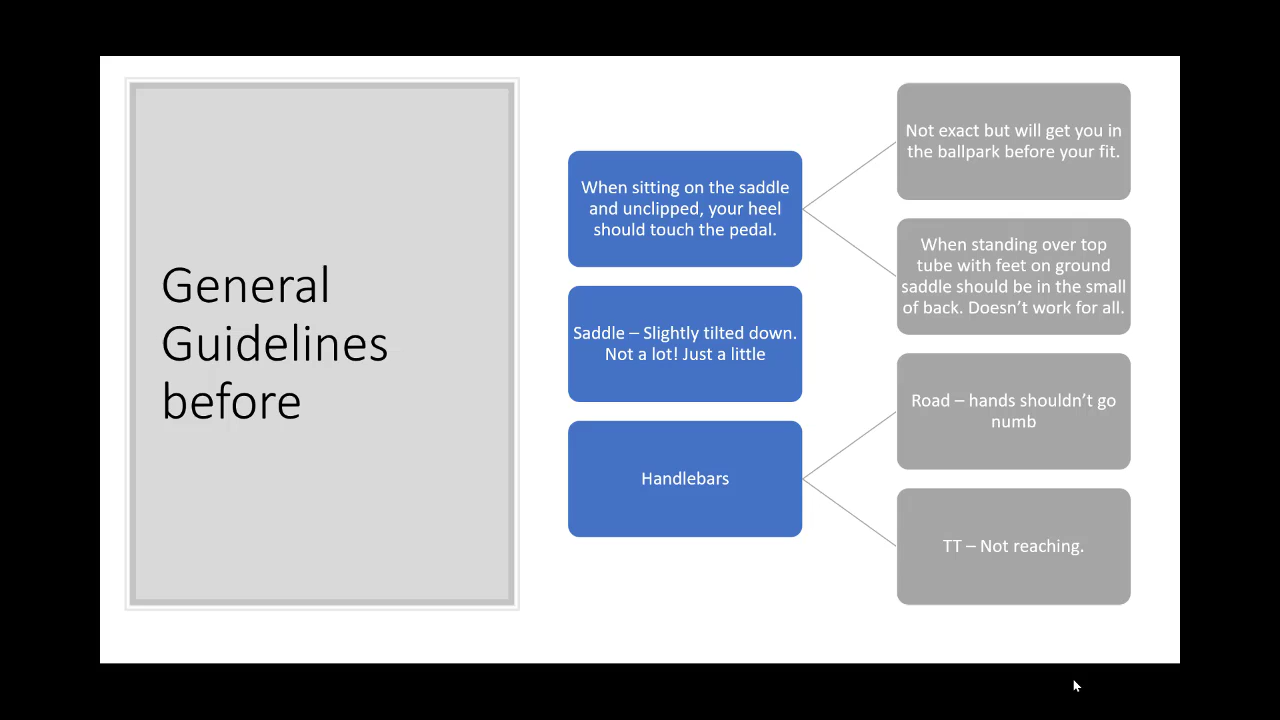 General
Guidelines
before
When sitting on the saddle
and unclipped, your heel
should touch the pedal.
Not exact but will get you in
the ballpark before your fit.
When standing over top
tube with feet on ground
saddle should be in the small
of back. Doesn’t work for all.
Saddle – Slightly tilted down.
Not a lot! Just a little
Handlebars
Road – hands shouldn’t go
numb
TT – Not reaching.